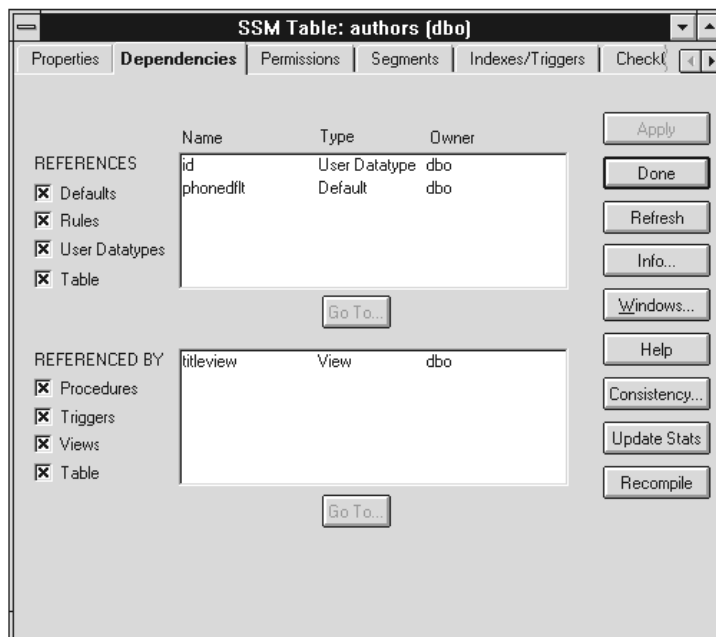 SSM Table: authors (dbo)
Properties Dependencies Permissions Segments Indexes/Triggers Check
Name Type Owner
REFERENCES
Defaults
Rules
User Datatypes
Table
id User Datatype dbo
phonedflt Default dbo
Go To...
REFERENCED BY
Procedures
Triggers
Views
Table
titleview View dbo
Go To...
Apply
Done
Refresh
Info...
Windows...
Help
Consistency...
Update Stats
Recompile